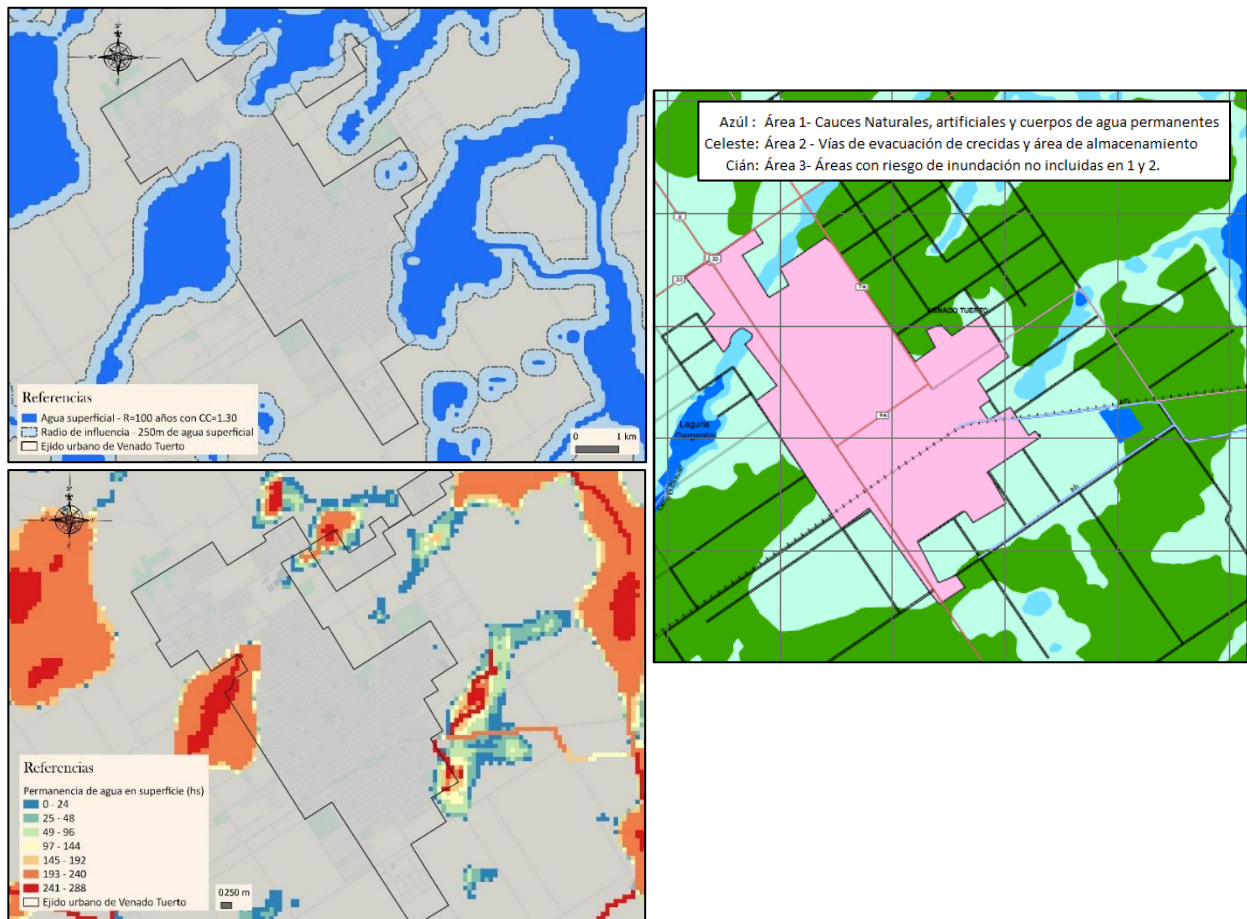 Referencias
Agua superficial - R=100 años con CC=1.30
Radio de influencia - 250m de agua superficial
Ejido urbano de Venado Tuerto
0 1 km
Referencias
Permanencia de agua en superficie (hs)
0 - 24
25 - 48
49 - 96
97 - 144
145 - 192
193 - 240
241 - 288
Ejido urbano de Venado Tuerto
0250 m
Azúl : Área 1- Cauces Naturales, artificiales y cuerpos de agua permanentes
Celeste: Área 2 - Vías de evacuación de crecidas y área de almacenamiento
Cián: Área 3- Áreas con riesgo de inundación no incluidas en 1 y 2.
8
33
33
VENADO TUERTO
Laguna